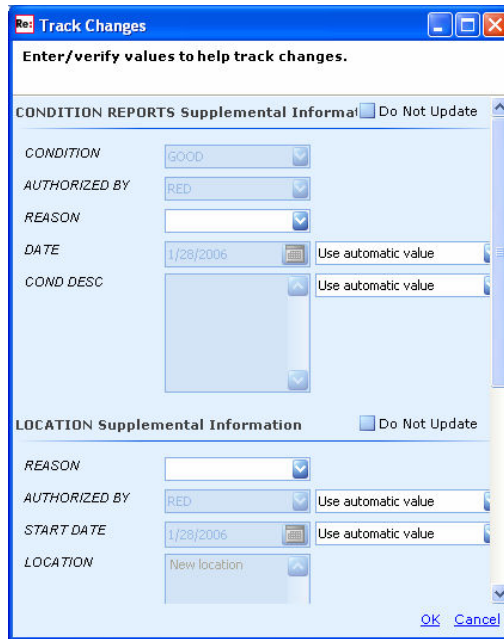 Re: Track Changes
Enter/verify values to help track changes.
CONDITION REPORTS Supplemental Informat Do Not Update
CONDITION GOOD
AUTHORIZED BY RED
REASON
DATE 1/28/2006 Use automatic value
COND DESC Use automatic value
LOCATION Supplemental Information Do Not Update
REASON
AUTHORIZED BY RED Use automatic value
START DATE 1/28/2006 Use automatic value
LOCATION New location
OK Cancel